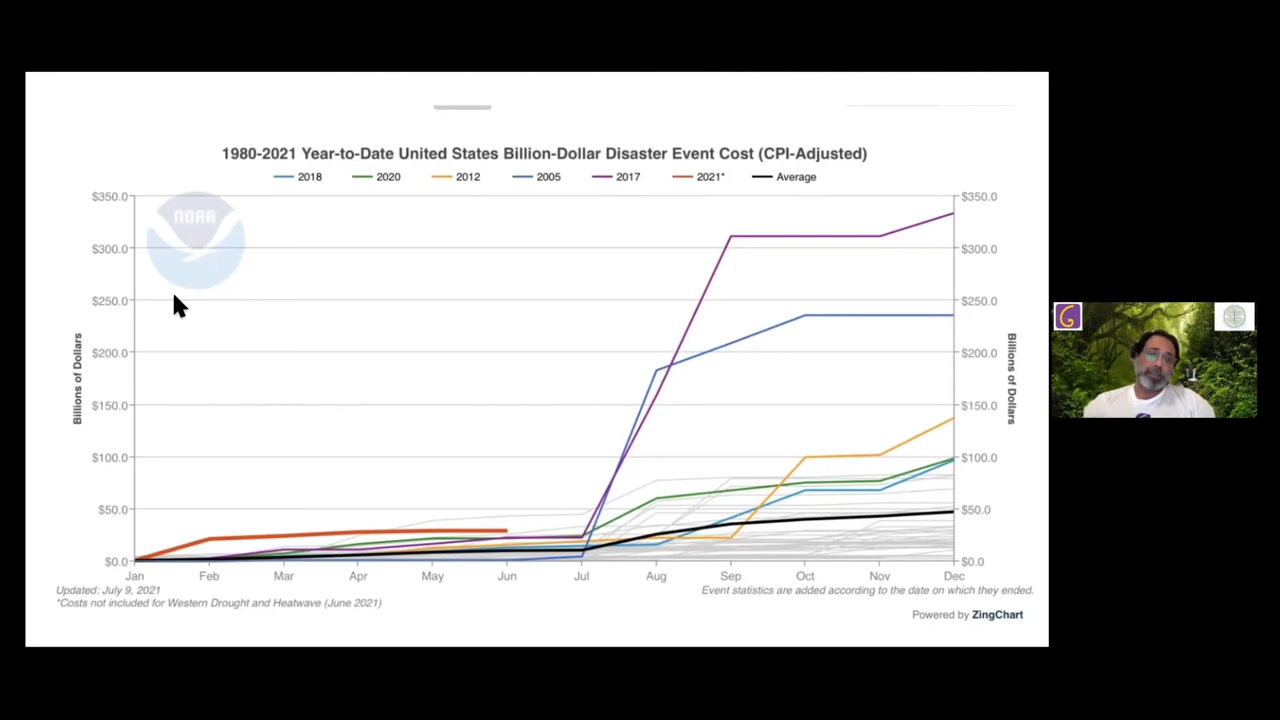 1980-2021 Year-to-Date United States Billion-Dollar Disaster Event Cost (CPI-Adjusted)
2018 2020 2012 2005 2017 2021* Average
$350.0 $350.0
NOAA
$300.0 $300.0
$250.0 $250.0
$200.0 $200.0
$150.0 $150.0
$100.0 $100.0
$50.0 $50.0
$0.0 $0.0
Billions of Dollars
Billions of Dollars
Jan Feb Mar Apr May Jun Jul Aug Sep Oct Nov Dec
Updated: July 9, 2021
Event statistics are added according to the date on which they ended.
*Costs not included for Western Drought and Heatwave (June 2021)
Powered by ZingChart